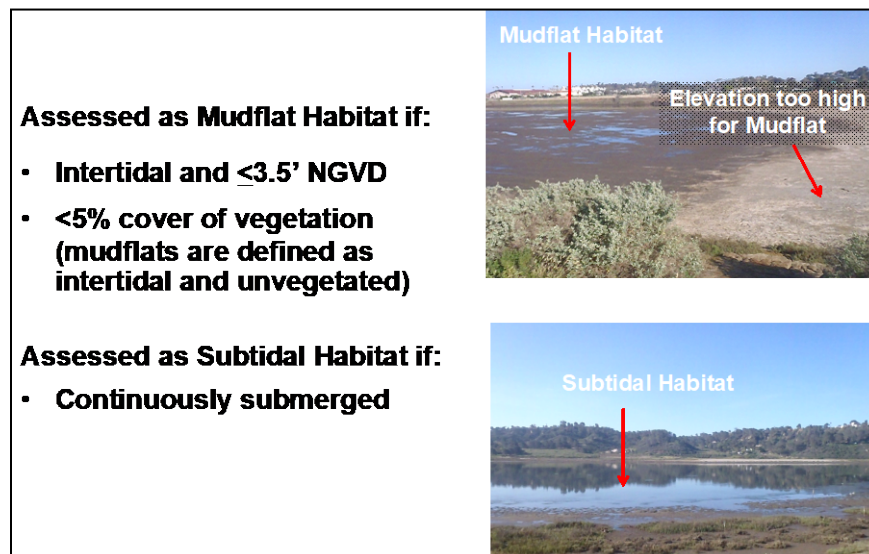 Assessed as Mudflat Habitat if:
• Intertidal and ≤3.5’ NGVD
• <5% cover of vegetation
(mudflats are defined as
intertidal and unvegetated)
Assessed as Subtidal Habitat if:
• Continuously submerged
Mudflat Habitat
Elevation too high
for Mudflat
Subtidal Habitat